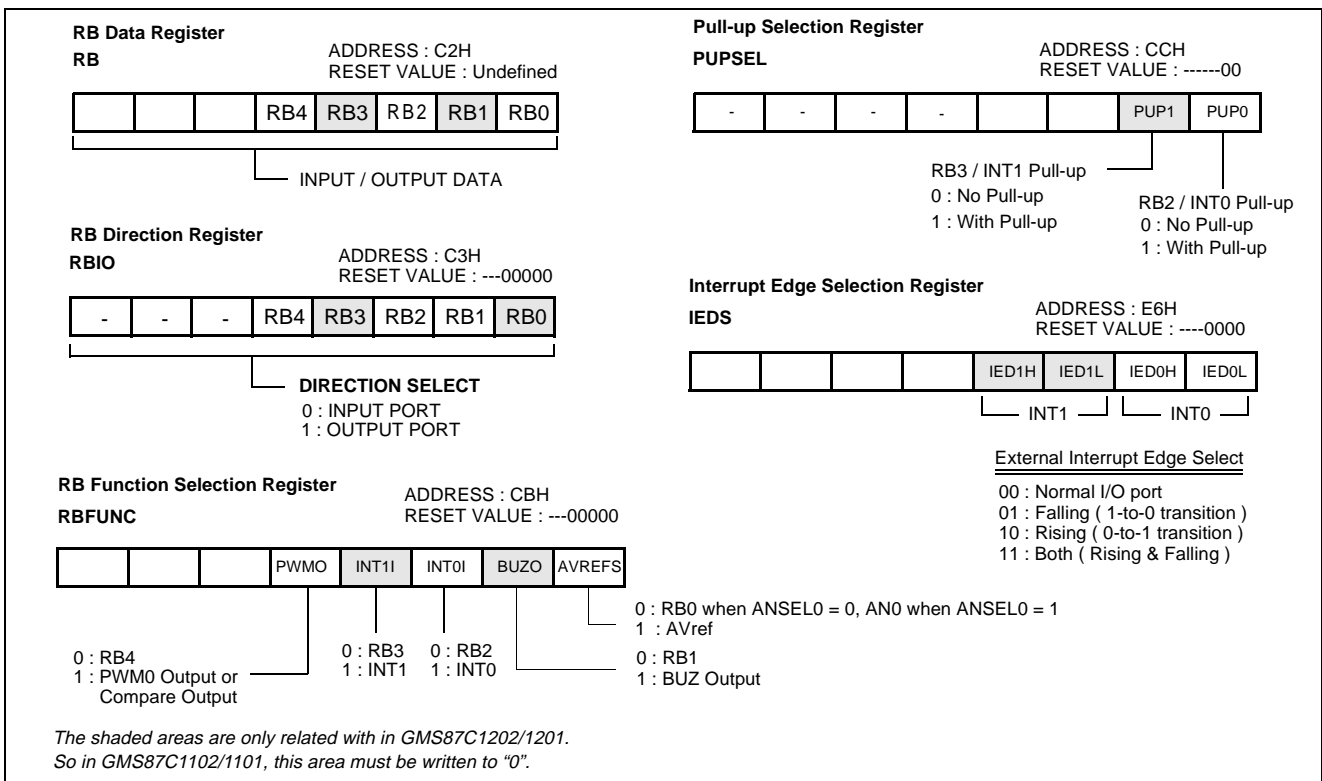 RB Data Register
RB
ADDRESS : C2H
RESET VALUE : Undefined
RB4 RB3 RB2 RB1 RB0
INPUT / OUTPUT DATA
RB Direction Register
RBIO
ADDRESS : C3H
RESET VALUE : ---00000
- - - RB4 RB3 RB2 RB1 RB0
DIRECTION SELECT
0 : INPUT PORT
1 : OUTPUT PORT
RB Function Selection Register
RBFUNC
ADDRESS : CBH
RESET VALUE : ---00000
PWMO INT1I INT0I BUZO AVREFS
0 : RB4
1 : PWM0 Output or
Compare Output
0 : RB3
1 : INT1
0 : RB2
1 : INT0
0 : RB0 when ANSEL0 = 0, AN0 when ANSEL0 = 1
1 : AVref
0 : RB1
1 : BUZ Output
Pull-up Selection Register
PUPSEL
ADDRESS : CCH
RESET VALUE : ------00
- - - - PUP1 PUP0
RB3 / INT1 Pull-up
0 : No Pull-up
1 : With Pull-up
RB2 / INT0 Pull-up
0 : No Pull-up
1 : With Pull-up
Interrupt Edge Selection Register
IEDS
ADDRESS : E6H
RESET VALUE : ----0000
IED1H IED1L IED0H IED0L
INT1 INT0
External Interrupt Edge Select
00 : Normal I/O port
01 : Falling ( 1-to-0 transition )
10 : Rising ( 0-to-1 transition )
11 : Both ( Rising & Falling )
The shaded areas are only related with in GMS87C1202/1201.
So in GMS87C1102/1101, this area must be written to “0”.